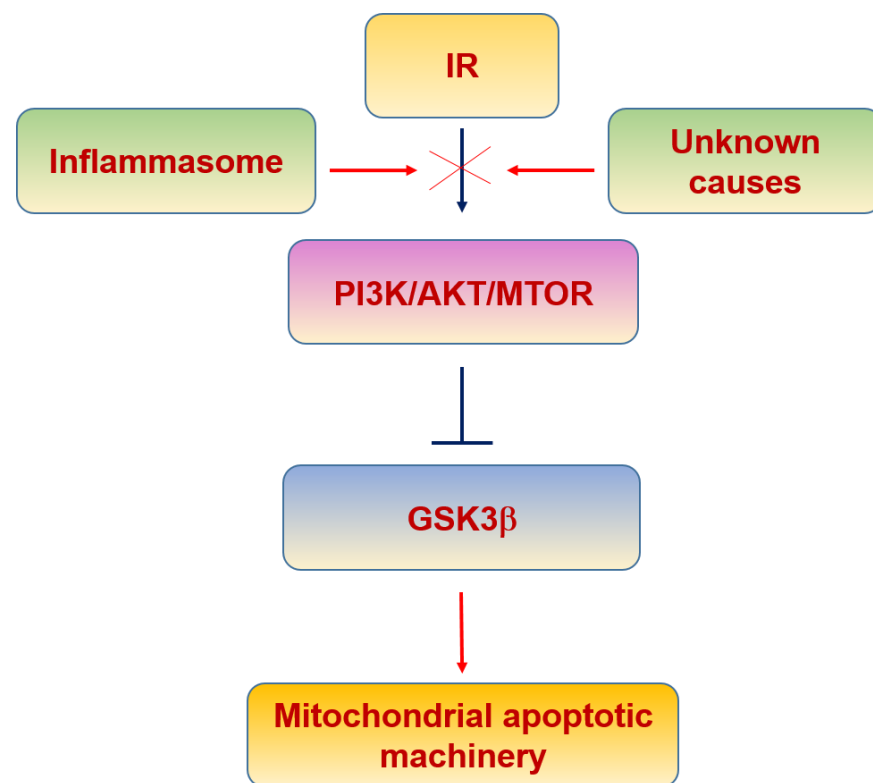 IR
Inflammasome
Unknown
causes
PI3K/AKT/MTOR
GSK3β
Mitochondrial apoptotic
machinery